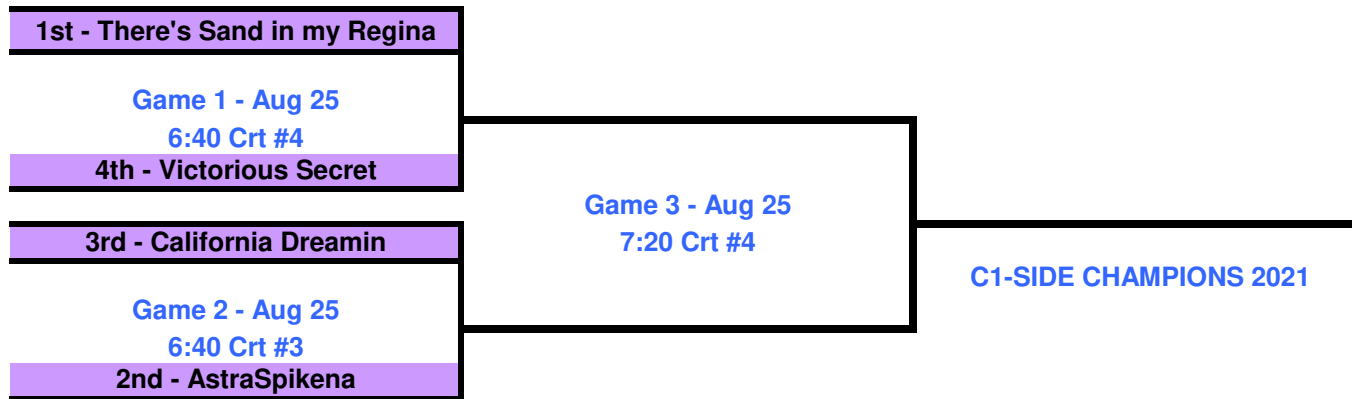 1st - There's Sand in my Regina
Game 1 - Aug 25
6:40 Crt #4
4th - Victorious Secret
3rd - California Dreamin
Game 2 - Aug 25
6:40 Crt #3
2nd - AstraSpikena
Game 3 - Aug 25
7:20 Crt #4
C1-SIDE CHAMPIONS 2021